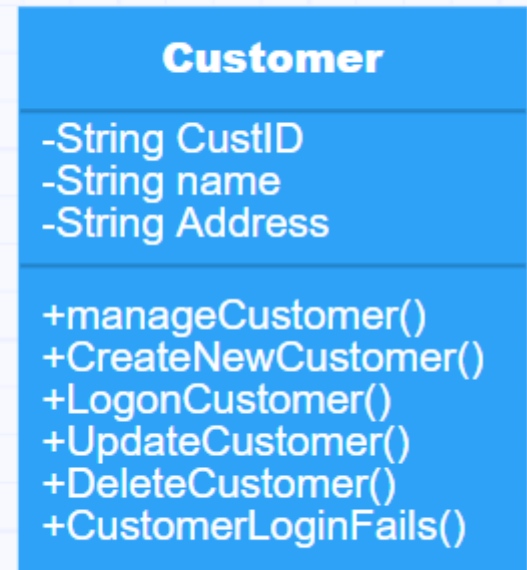 Customer
-String CustID
-String name
-String Address
+manageCustomer()
+CreateNewCustomer()
+LogonCustomer()
+UpdateCustomer()
+DeleteCustomer()
+CustomerLoginFails()